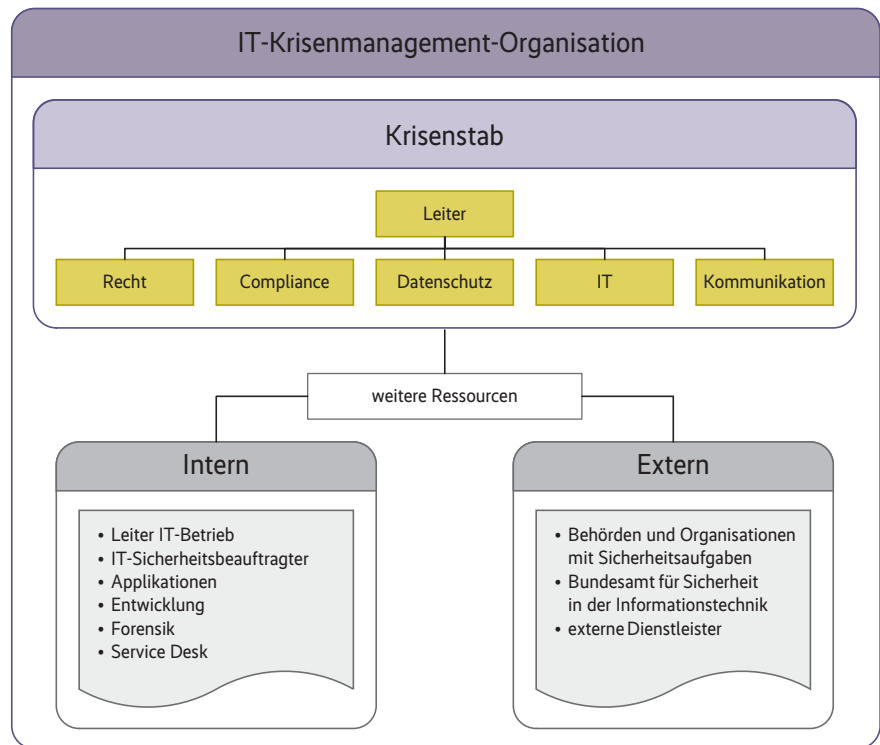 IT-Krisenmanagement-Organisation
Krisenstab
Leiter
Recht
Compliance
Datenschutz
IT
Kommunikation
weitere Ressourcen
Intern
• Leiter IT-Betrieb
• IT-Sicherheitsbeauftragter
• Applikationen
• Entwicklung
• Forensik
• Service Desk
Extern
• Behörden und Organisationen
mit Sicherheitsaufgaben
• Bundesamt für Sicherheit
in der Informationstechnik
• externe Dienstleister